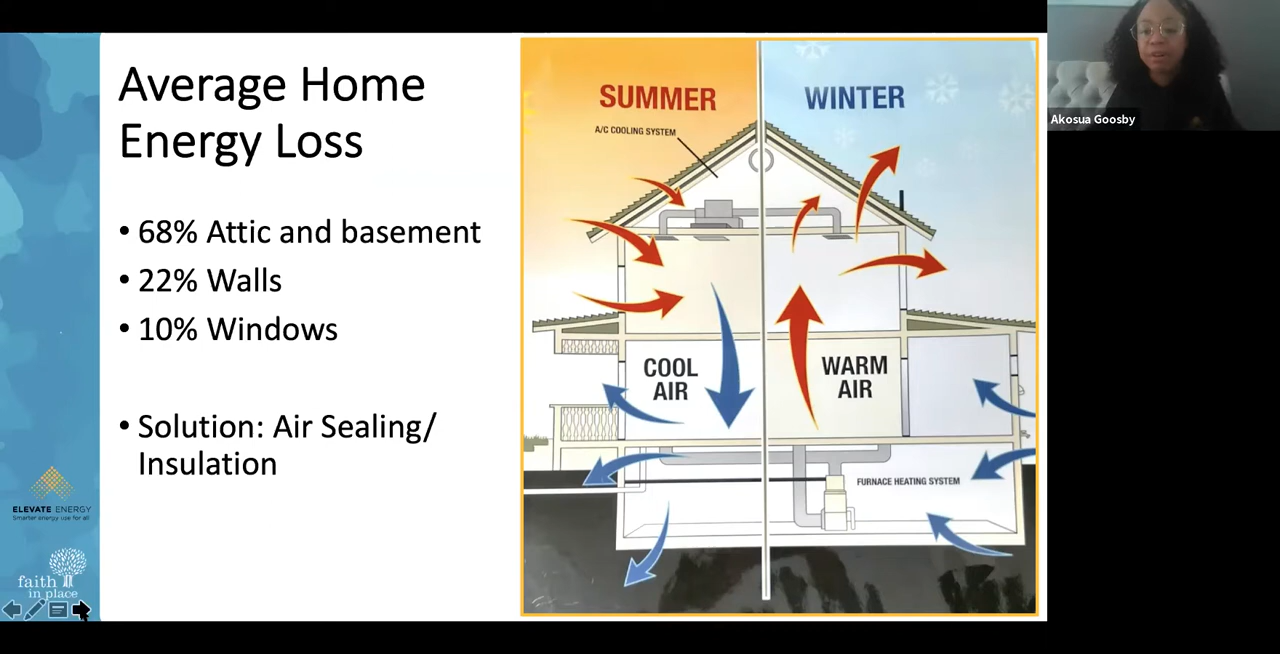 Average Home
Energy Loss
• 68% Attic and basement
• 22% Walls
• 10% Windows
• Solution: Air Sealing/
Insulation
ELEVATE ENERGY
Smarter energy use for all
faith
in place
SUMMER
A/C COOLING SYSTEM
WINTER
COOL
AIR
WARM
AIR
FURNACE HEATING SYSTEM
Akosua Goosby